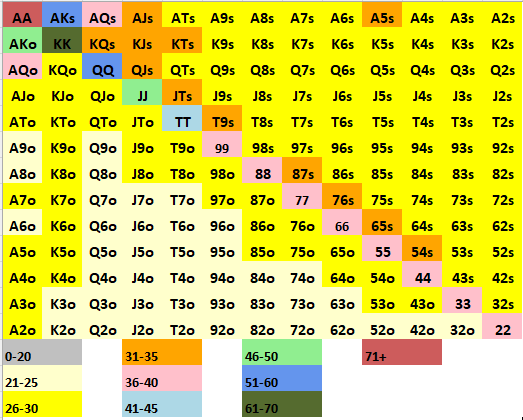 AA AKs AQs AJs ATs A9s A8s A7s A6s A5s A4s A3s A2s
AKo KK KQs KJs KTs K9s K8s K7s K6s K5s K4s K3s K2s
AQo KQo QQ QJs QTs Q9s Q8s Q7s Q6s Q5s Q4s Q3s Q2s
AJo KJo QJo JJ JTs J9s J8s J7s J6s J5s J4s J3s J2s
ATo KTo QTo JTo TT T9s T8s T7s T6s T5s T4s T3s T2s
A9o K9o Q9o J9o T9o 99 98s 97s 96s 95s 94s 93s 92s
A8o K8o Q8o J8o T8o 98o 88 87s 86s 85s 84s 83s 82s
A7o K7o Q7o J7o T7o 97o 87o 77 76s 75s 74s 73s 72s
A6o K6o Q6o J6o T6o 96o 86o 76o 66 65s 64s 63s 62s
A5o K5o Q5o J5o T5o 95o 85o 75o 65o 55 54s 53s 52s
A4o K4o Q4o J4o T4o 94o 84o 74o 64o 54o 44 43s 42s
A3o K3o Q3o J3o T3o 93o 83o 73o 63o 53o 43o 33 32s
A2o K2o Q2o J2o T2o 92o 82o 72o 62o 52o 42o 32o 22
0-20 31-35 46-50 71+
21-25 36-40 51-60
26-30 41-45 61-70